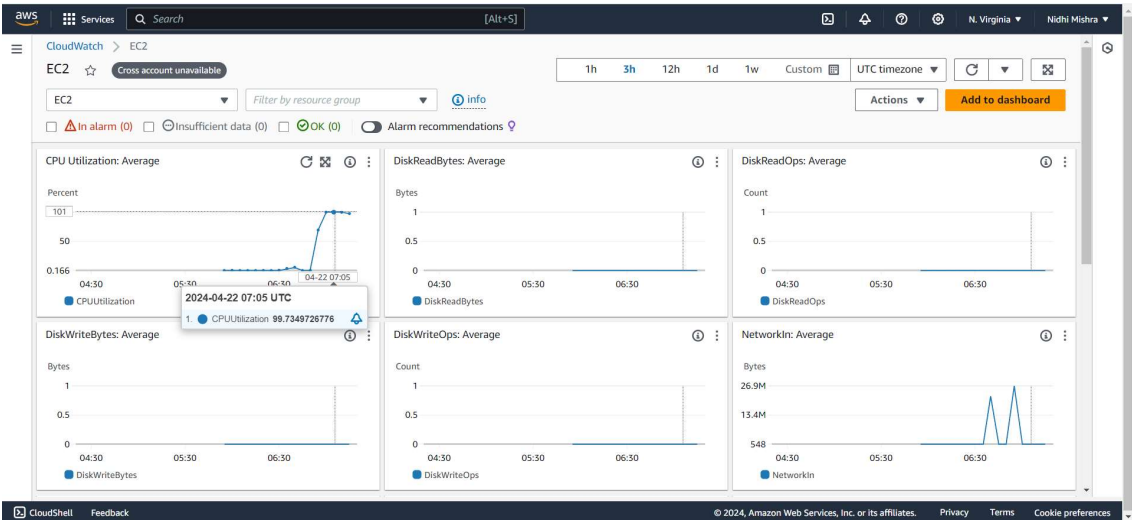 aws Services Search [Alt+S] N. Virginia ▼ Nidhi Mishra ▼
CloudWatch > EC2
EC2 Cross account unavailable 1h 3h 12h 1d 1w Custom UTC timezone ▼
EC2 ▼ Filter by resource group ▼ info Actions ▼ Add to dashboard
In alarm (0) Insufficient data (0) OK (0) Alarm recommendations
CPU Utilization: Average
Percent
101
50
0.166
04:30 05:30 06:30
04-22 07:05
CPUUtilization
2024-04-22 07:05 UTC
1. CPUUtilization 99.7349726776
DiskReadBytes: Average
Bytes
1
0.5
0
04:30 05:30 06:30
DiskReadBytes
DiskReadOps: Average
Count
1
0.5
0
04:30 05:30 06:30
DiskReadOps
DiskWriteBytes: Average
Bytes
1
0.5
0
04:30 05:30 06:30
DiskWriteBytes
DiskWriteOps: Average
Count
1
0.5
0
04:30 05:30 06:30
DiskWriteOps
NetworkIn: Average
Bytes
26.9M
13.4M
548
04:30 05:30 06:30
NetworkIn
CloudShell Feedback © 2024, Amazon Web Services, Inc. or its affiliates. Privacy Terms Cookie preferences